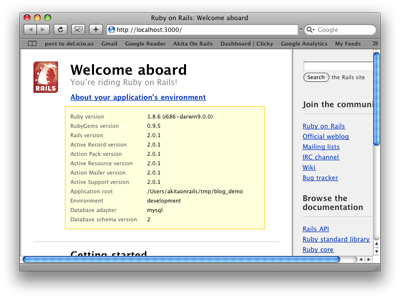 Ruby on Rails: Welcome aboard
http://localhost:3000/
Google
post to del.icio.us Gmail Google Reader Akita On Rails Dashboard | Clicky Google Analytics My Feeds
Welcome aboard
You're riding Ruby on Rails!
About your application's environment
Ruby version 1.8.6 (i686-darwin9.0.0)
RubyGems version 0.9.5
Rails version 2.0.1
Active Record version 2.0.1
Action Pack version 2.0.1
Active Resource version 2.0.1
Action Mailer version 2.0.1
Active Support version 2.0.1
Application root /Users/akitaonrails/tmp/blog_demo
Environment development
Database adapter mysql
Database schema version 2
Getting started
Search the Rails site
Join the communi
Ruby on Rails
Official weblog
Mailing lists
IRC channel
Wiki
Bug tracker
Browse the
documentation
Rails API
Ruby standard library
Ruby core